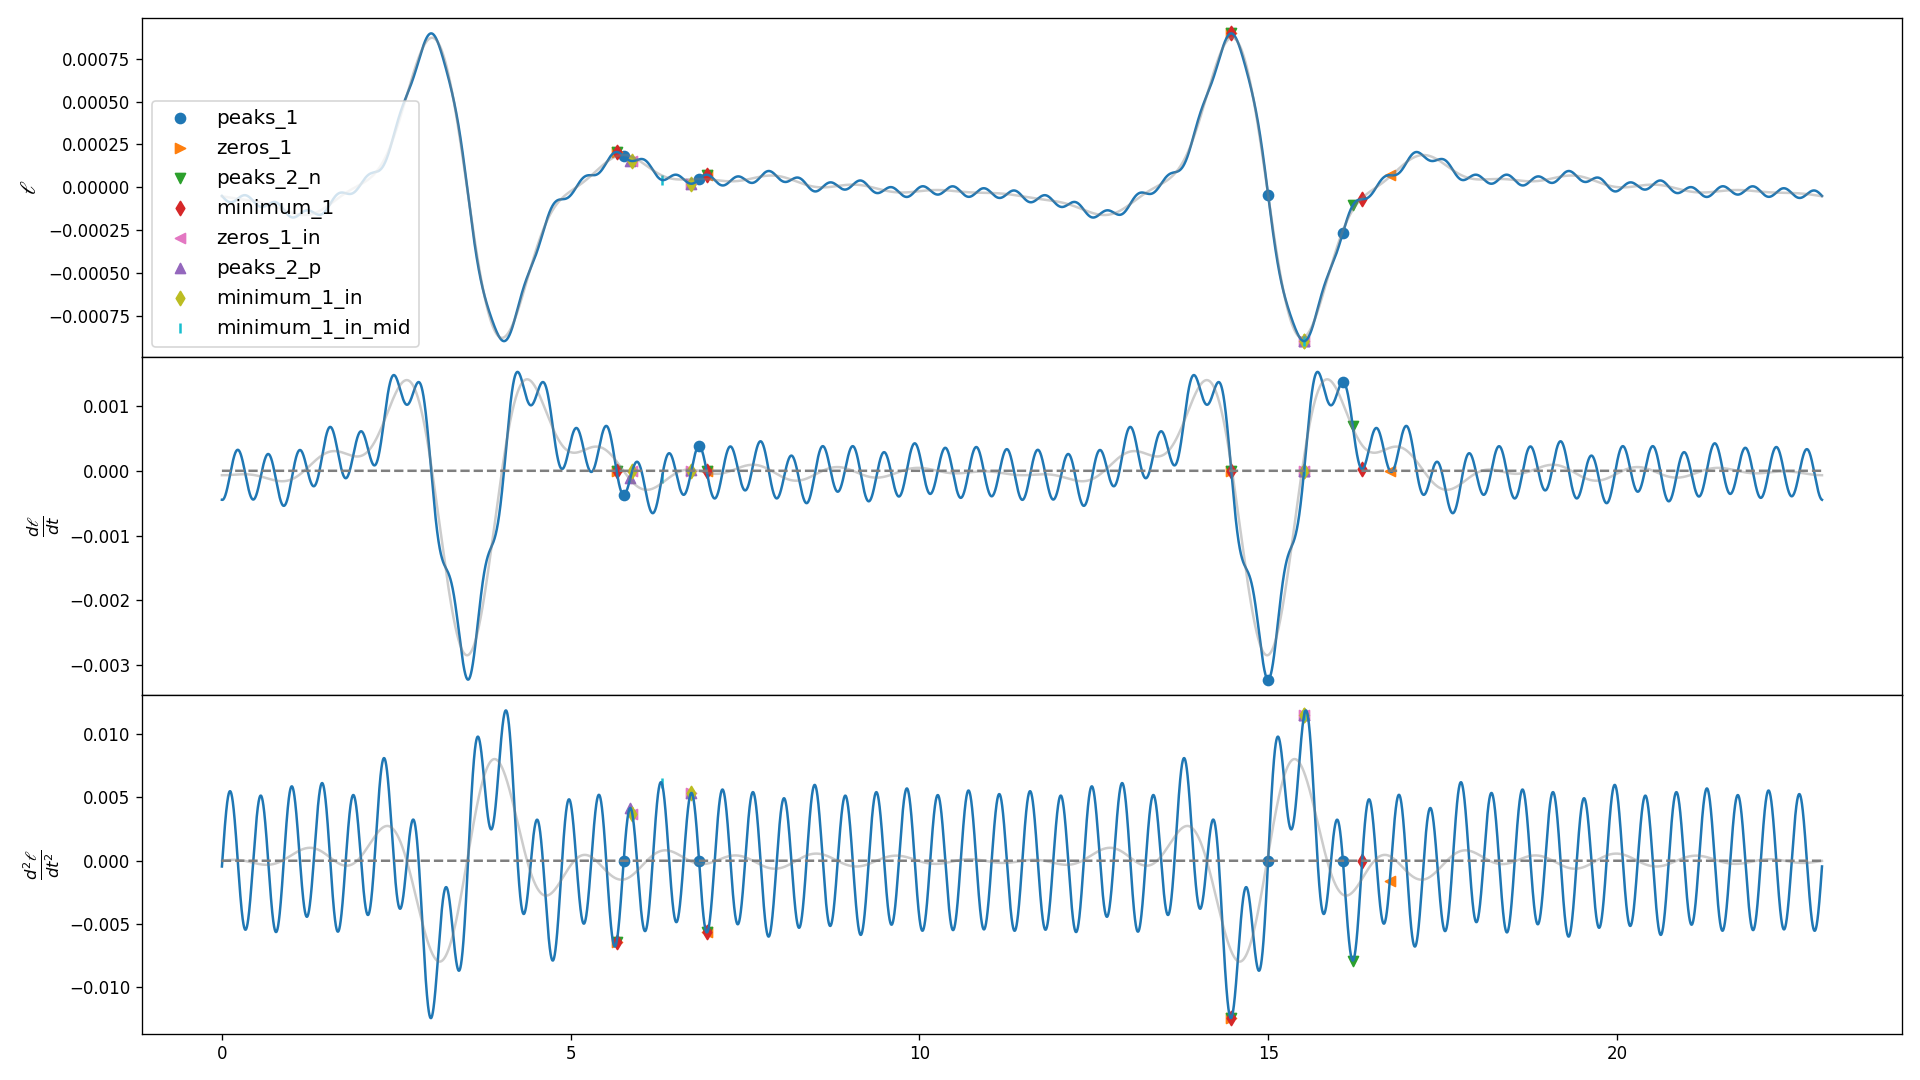 0.00075
0.00050
0.00025
0.00000
−0.00025
−0.00050
−0.00075
ℓ
peaks_1
zeros_1
peaks_2_n
minimum_1
zeros_1_in
peaks_2_p
minimum_1_in
minimum_1_in_mid
0.001
0.000
−0.001
−0.002
−0.003
dℓ
dt
0.010
0.005
0.000
−0.005
−0.010
d²ℓ
dt²
0 5 10 15 20